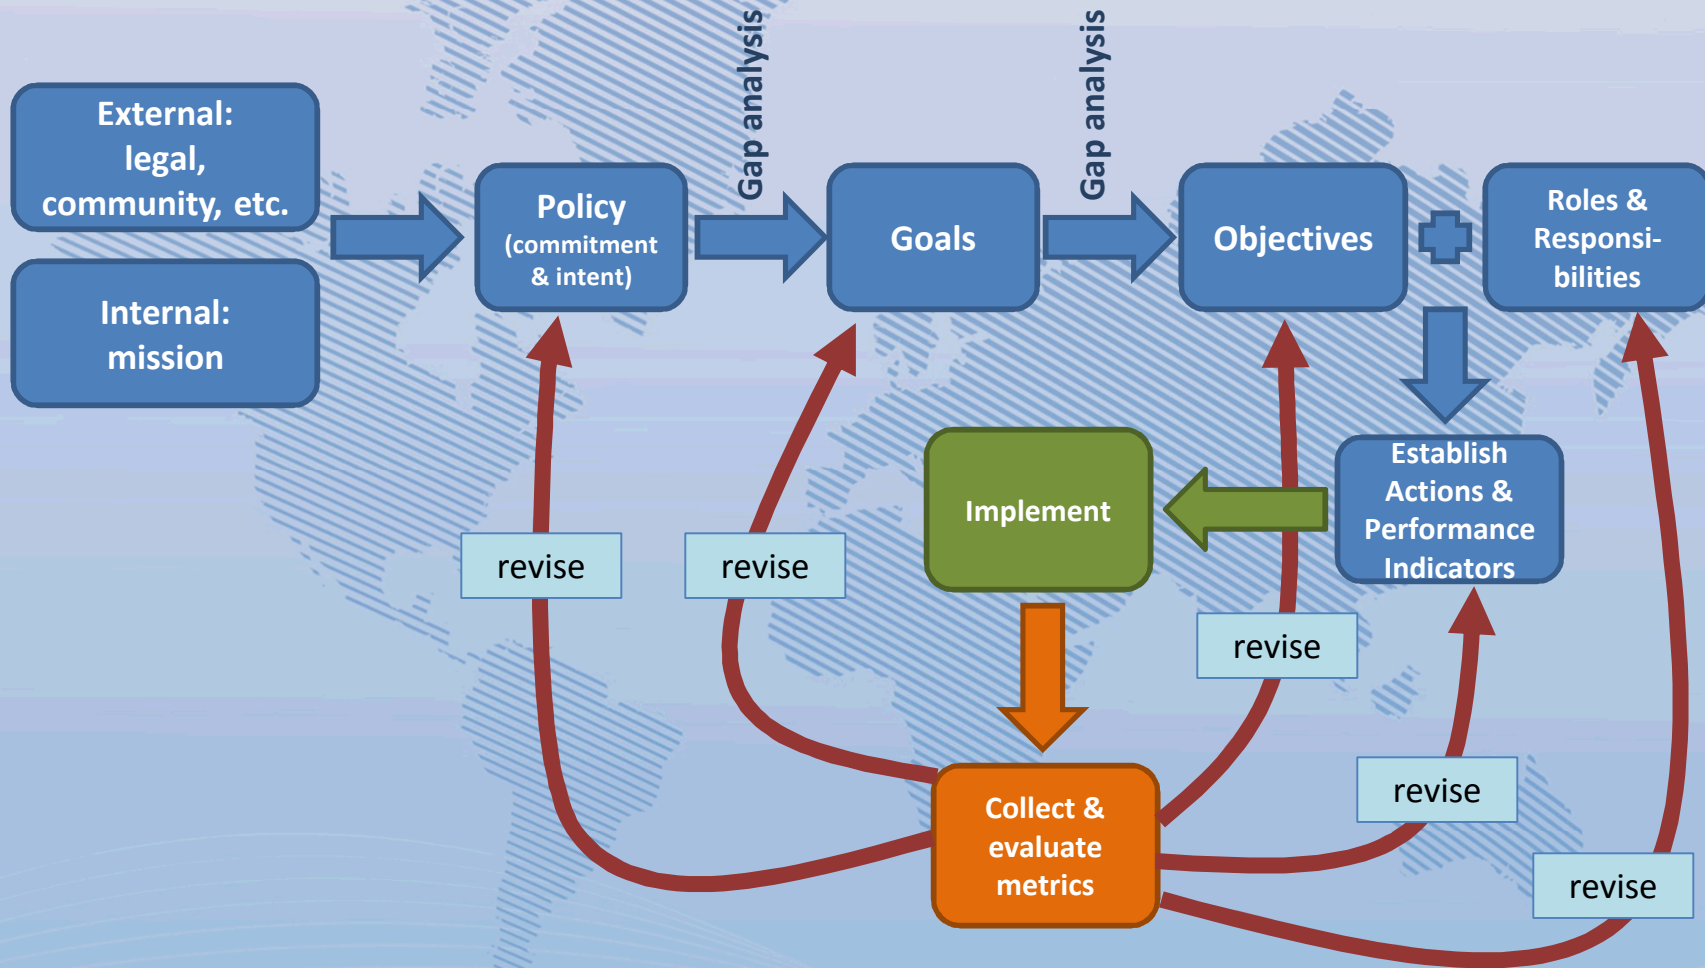 Gap analysis
Gap analysis
External:
legal,
community, etc.
Internal:
mission
Policy
(commitment
& intent)
Goals
Objectives
Roles &
Responsi-
bilities
Implement
Establish
Actions &
Performance
Indicators
revise
revise
revise
revise
Collect &
evaluate
metrics
revise